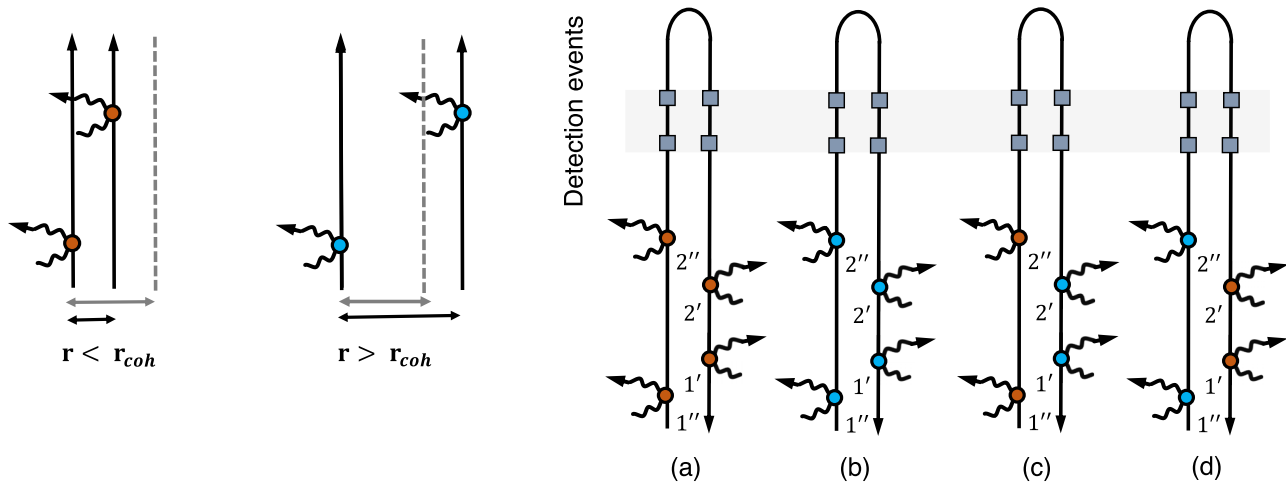 r < r_coh
r > r_coh
Detection events
2′′
2′
1′
1′′
(a)
2′′
2′
1′
1′′
(b)
2′′
2′
1′
1′′
(c)
2′′
2′
1′
1′′
(d)